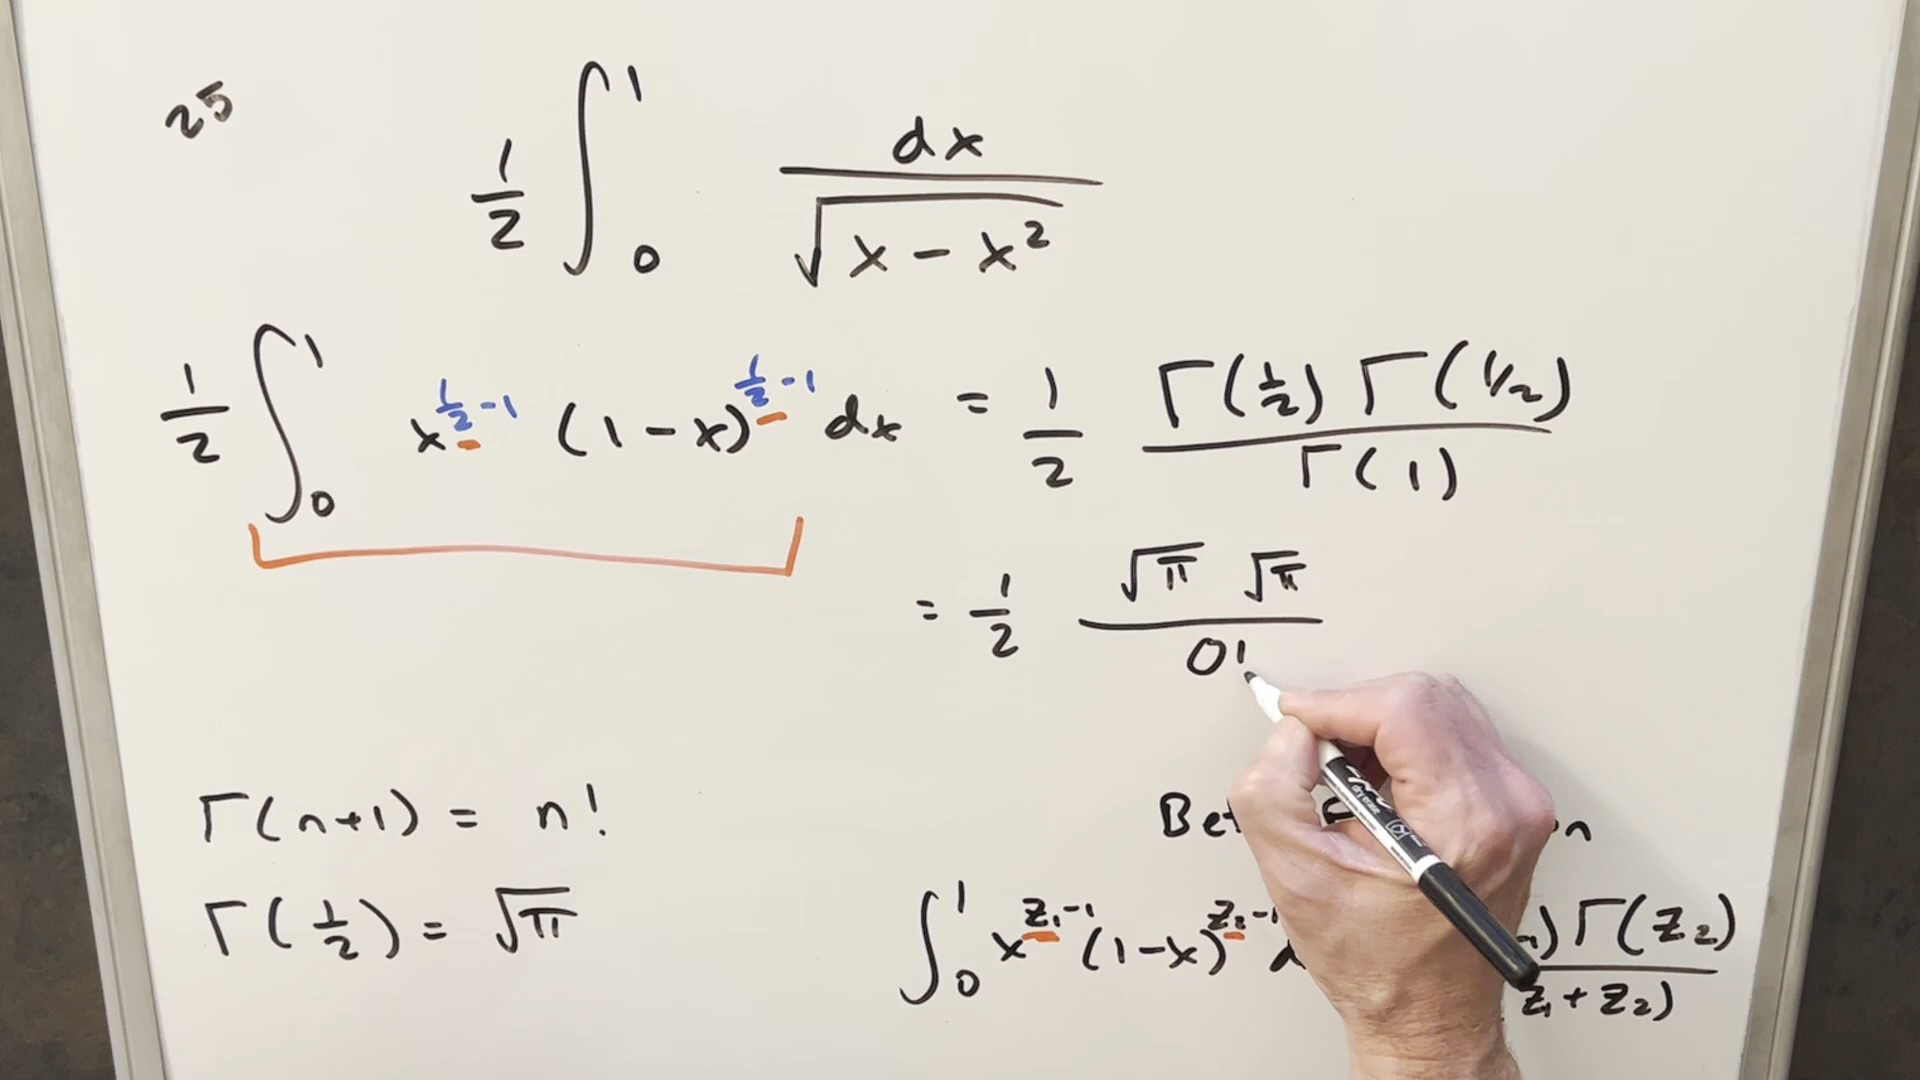 25
1/2 ∫₀¹ dx / √(x - x²)
1/2 ∫₀¹ x^(1/2 - 1) (1-x)^(1/2 - 1) dx = 1/2 Γ(1/2) Γ(1/2) / Γ(1)
= 1/2 √π √π / 0!
Γ(n+1) = n!
Γ(1/2) = √π
∫₀¹ x^(z₁-1) (1-x)^(z₂-1) ) Γ(z₂) / z₁ + z₂)
dry erase